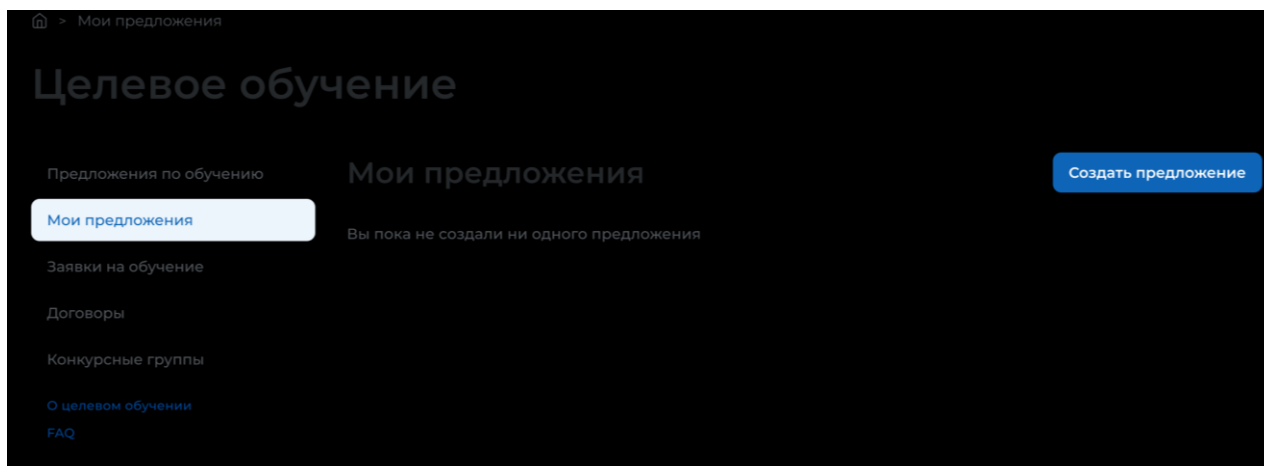 > Мои предложения
Целевое обучение
Предложения по обучению
Мои предложения
Заявки на обучение
Договоры
Конкурсные группы
О целевом обучении
FAQ
Мои предложения
Создать предложение
Вы пока не создали ни одного предложения